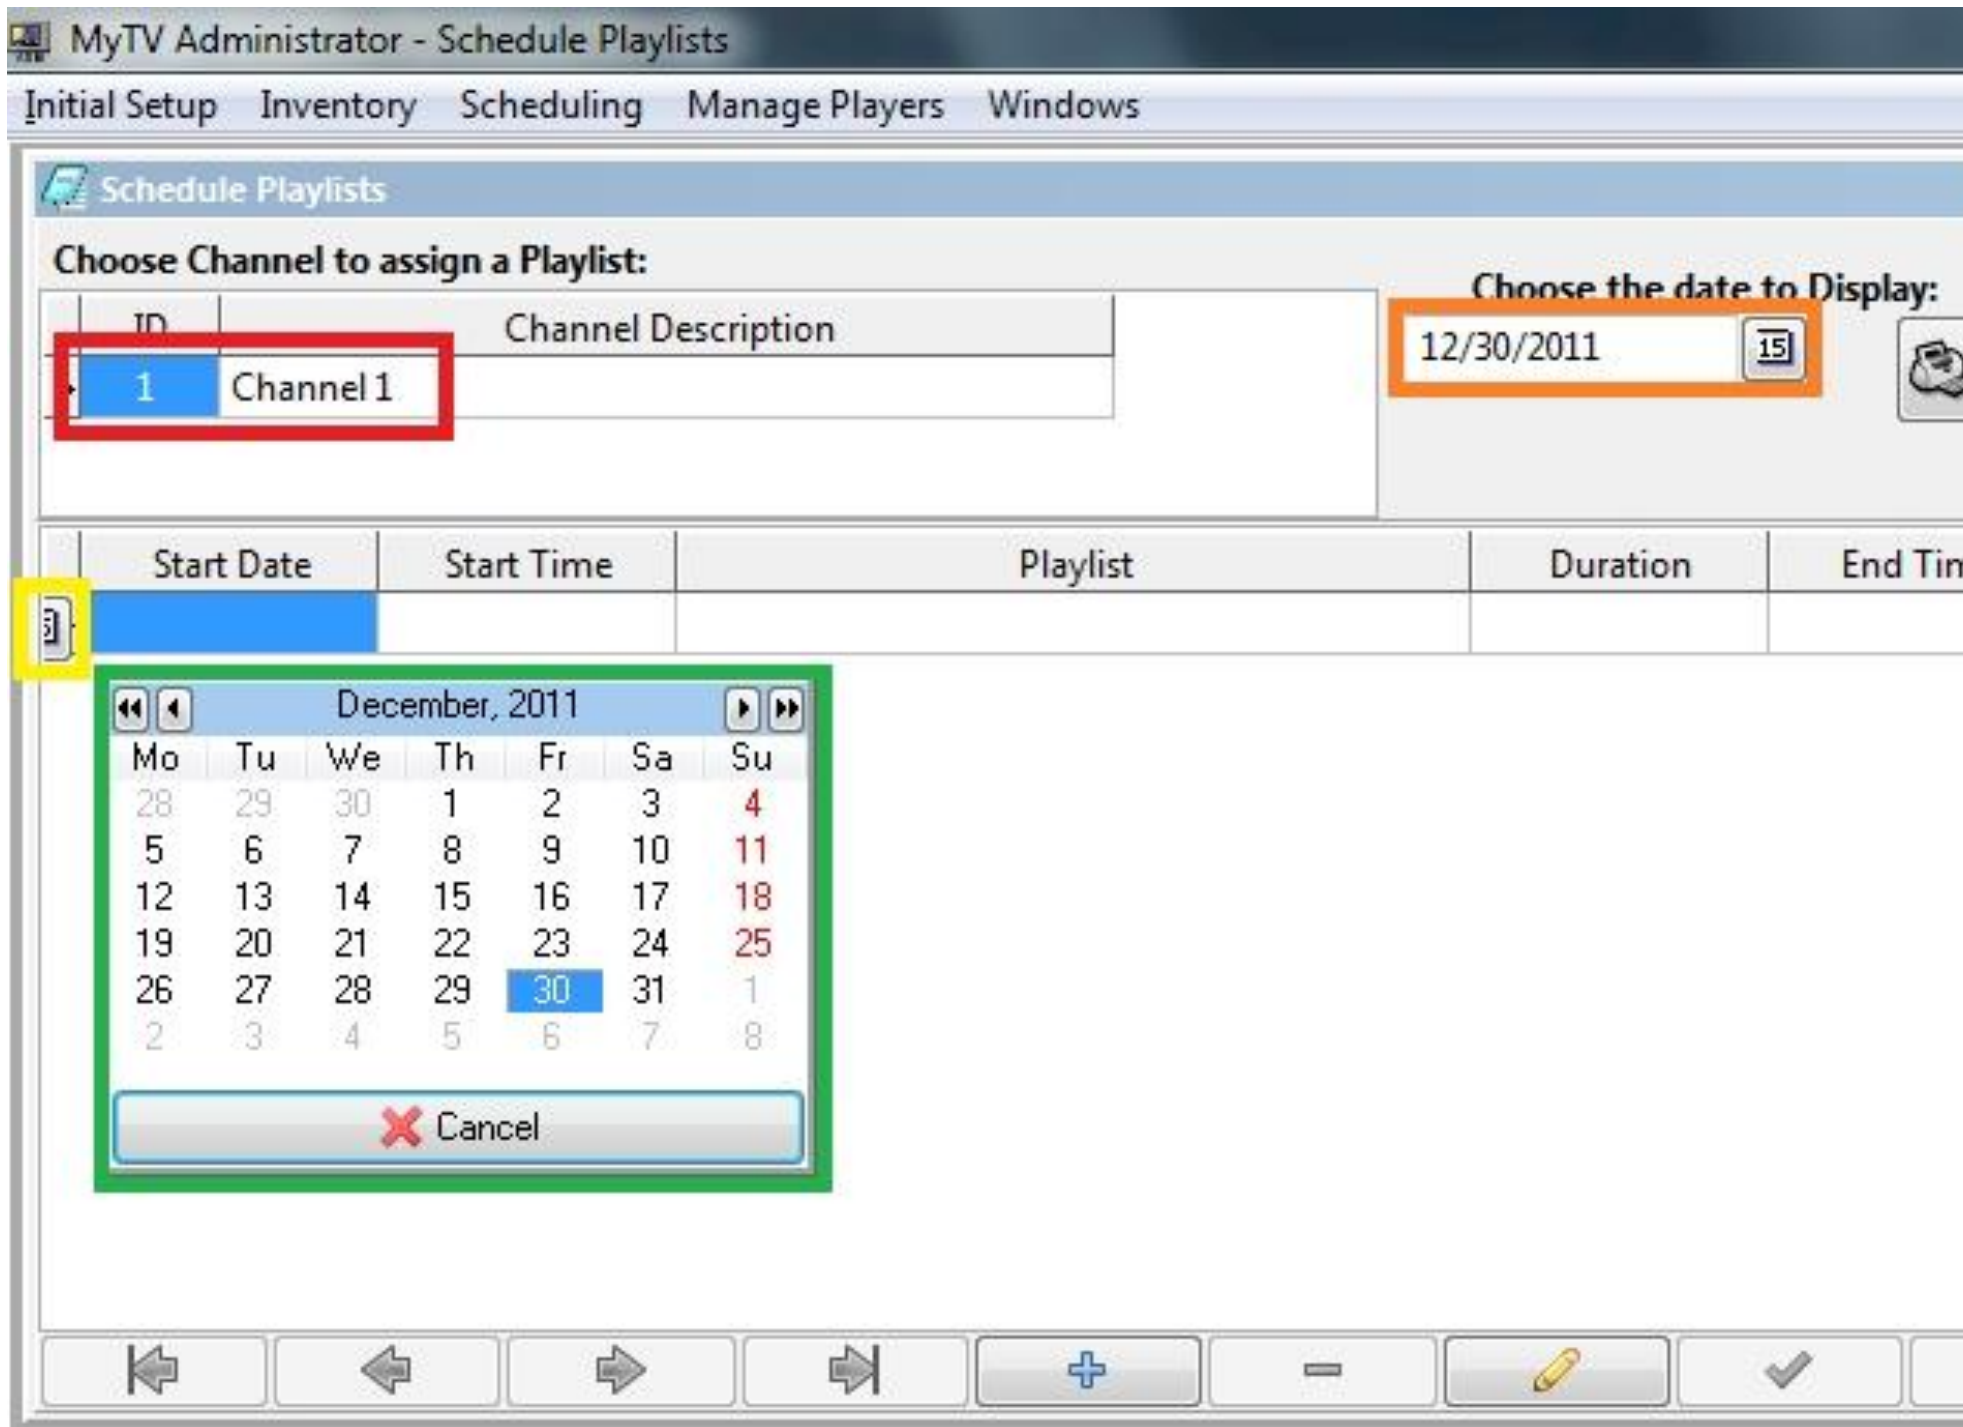 MyTV Administrator - Schedule Playlists
Initial Setup Inventory Scheduling Manage Players Windows
Schedule Playlists
Choose Channel to assign a Playlist:
Choose the date to Display:
ID Channel Description
12/30/2011 15
1 Channel 1
Start Date Start Time Playlist Duration End Tim
December, 2011
Mo Tu We Th Fr Sa Su
28 29 30 1 2 3 4
5 6 7 8 9 10 11
12 13 14 15 16 17 18
19 20 21 22 23 24 25
26 27 28 29 30 31 1
2 3 4 5 6 7 8
Cancel